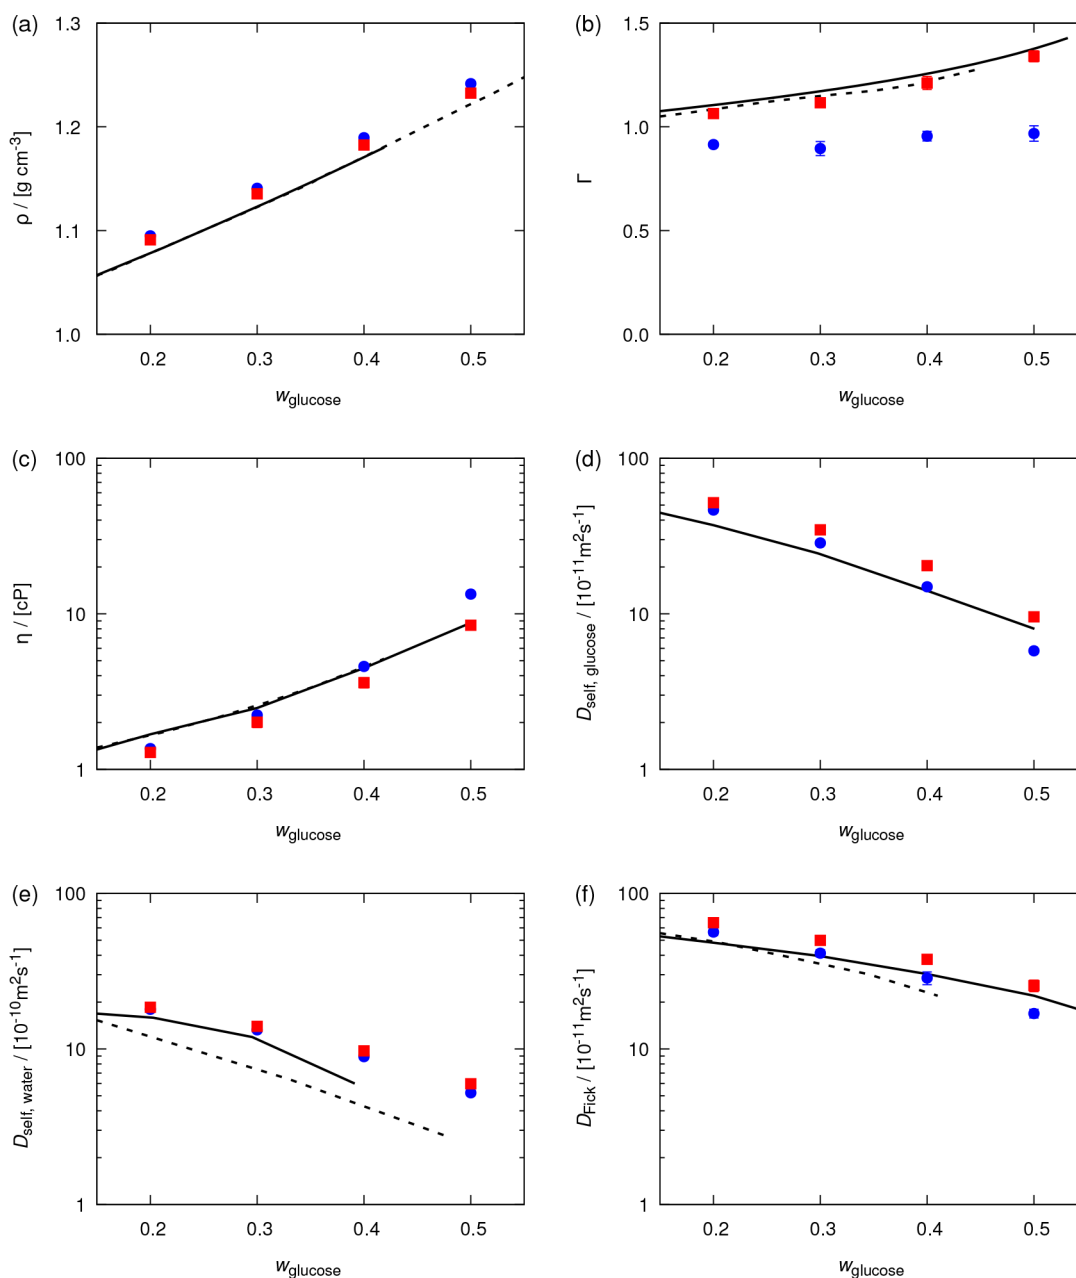 (a)
1.3
1.2
1.1
1.0
ρ / [g cm⁻³]
0.2 0.3 0.4 0.5
w_glucose
(b)
1.5
1.0
0.5
0.0
Γ
0.2 0.3 0.4 0.5
w_glucose
(c)
100
10
1
η / [cP]
0.2 0.3 0.4 0.5
w_glucose
(d)
100
10
1
D_self, glucose / [10⁻¹¹m²s⁻¹]
0.2 0.3 0.4 0.5
w_glucose
(e)
100
10
1
D_self, water / [10⁻¹⁰m²s⁻¹]
0.2 0.3 0.4 0.5
w_glucose
(f)
100
10
1
D_Fick / [10⁻¹¹m²s⁻¹]
0.2 0.3 0.4 0.5
w_glucose